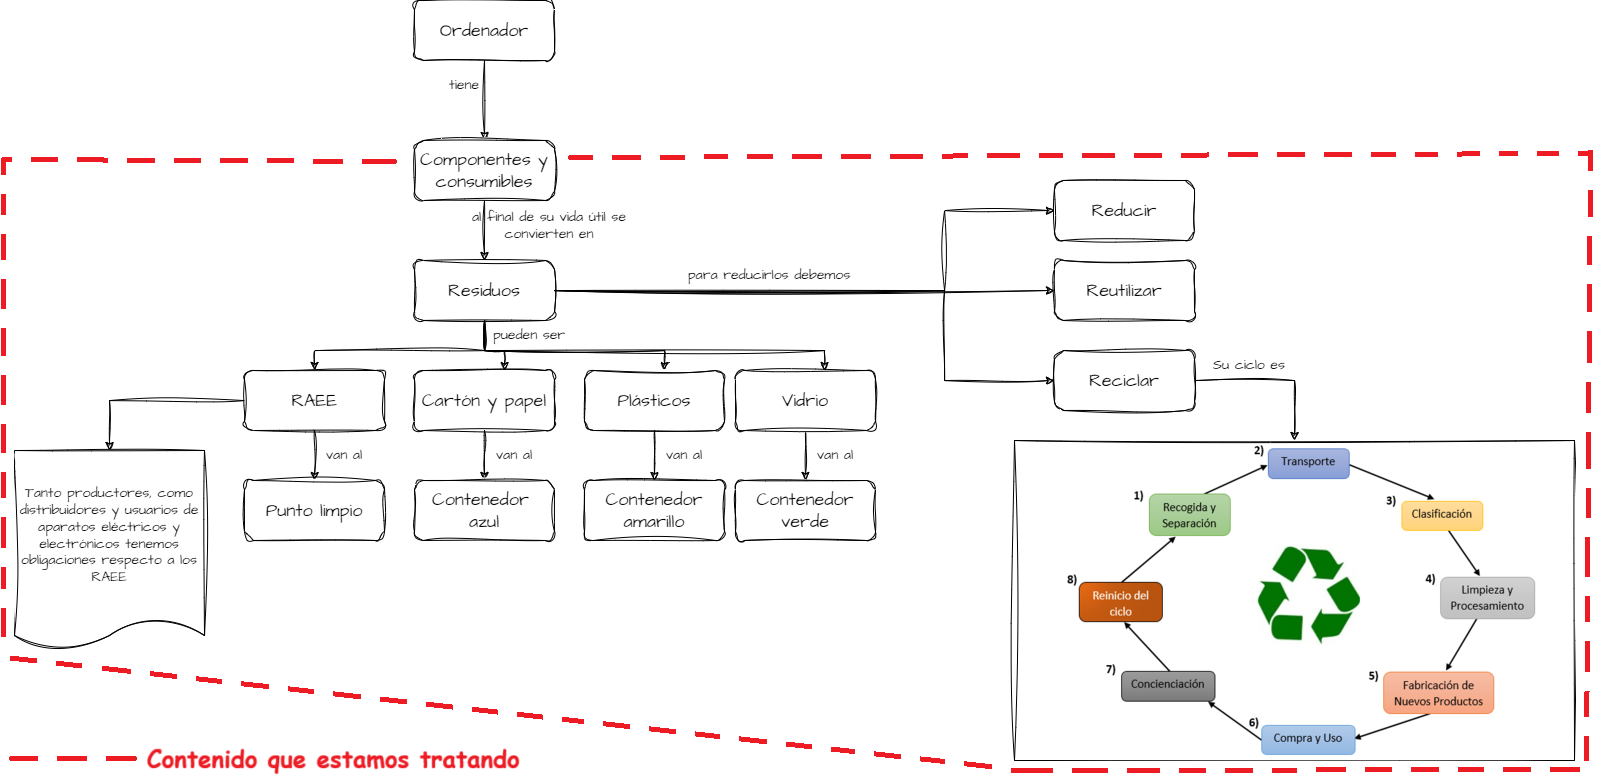 Ordenador
tiene
Componentes y
consumibles
al final de su vida útil se
convierten en
Residuos
para reducirlos debemos
Reducir
Reutilizar
Reciclar
Su ciclo es
pueden ser
RAEE
Cartón y papel
Plásticos
Vidrio
van al
van al
van al
van al
Punto limpio
Contenedor
azul
Contenedor
amarillo
Contenedor
verde
Tanto productores, como
distribuidores y usuarios de
aparatos eléctricos y
electrónicos tenemos
obligaciones respecto a los
RAEE
1)
Recogida y
Separación
2)
Transporte
3)
Clasificación
4)
Limpieza y
Procesamiento
5)
Fabricación de
Nuevos Productos
6)
Compra y Uso
7)
Concienciación
8)
Reinicio del
ciclo
Contenido que estamos tratando